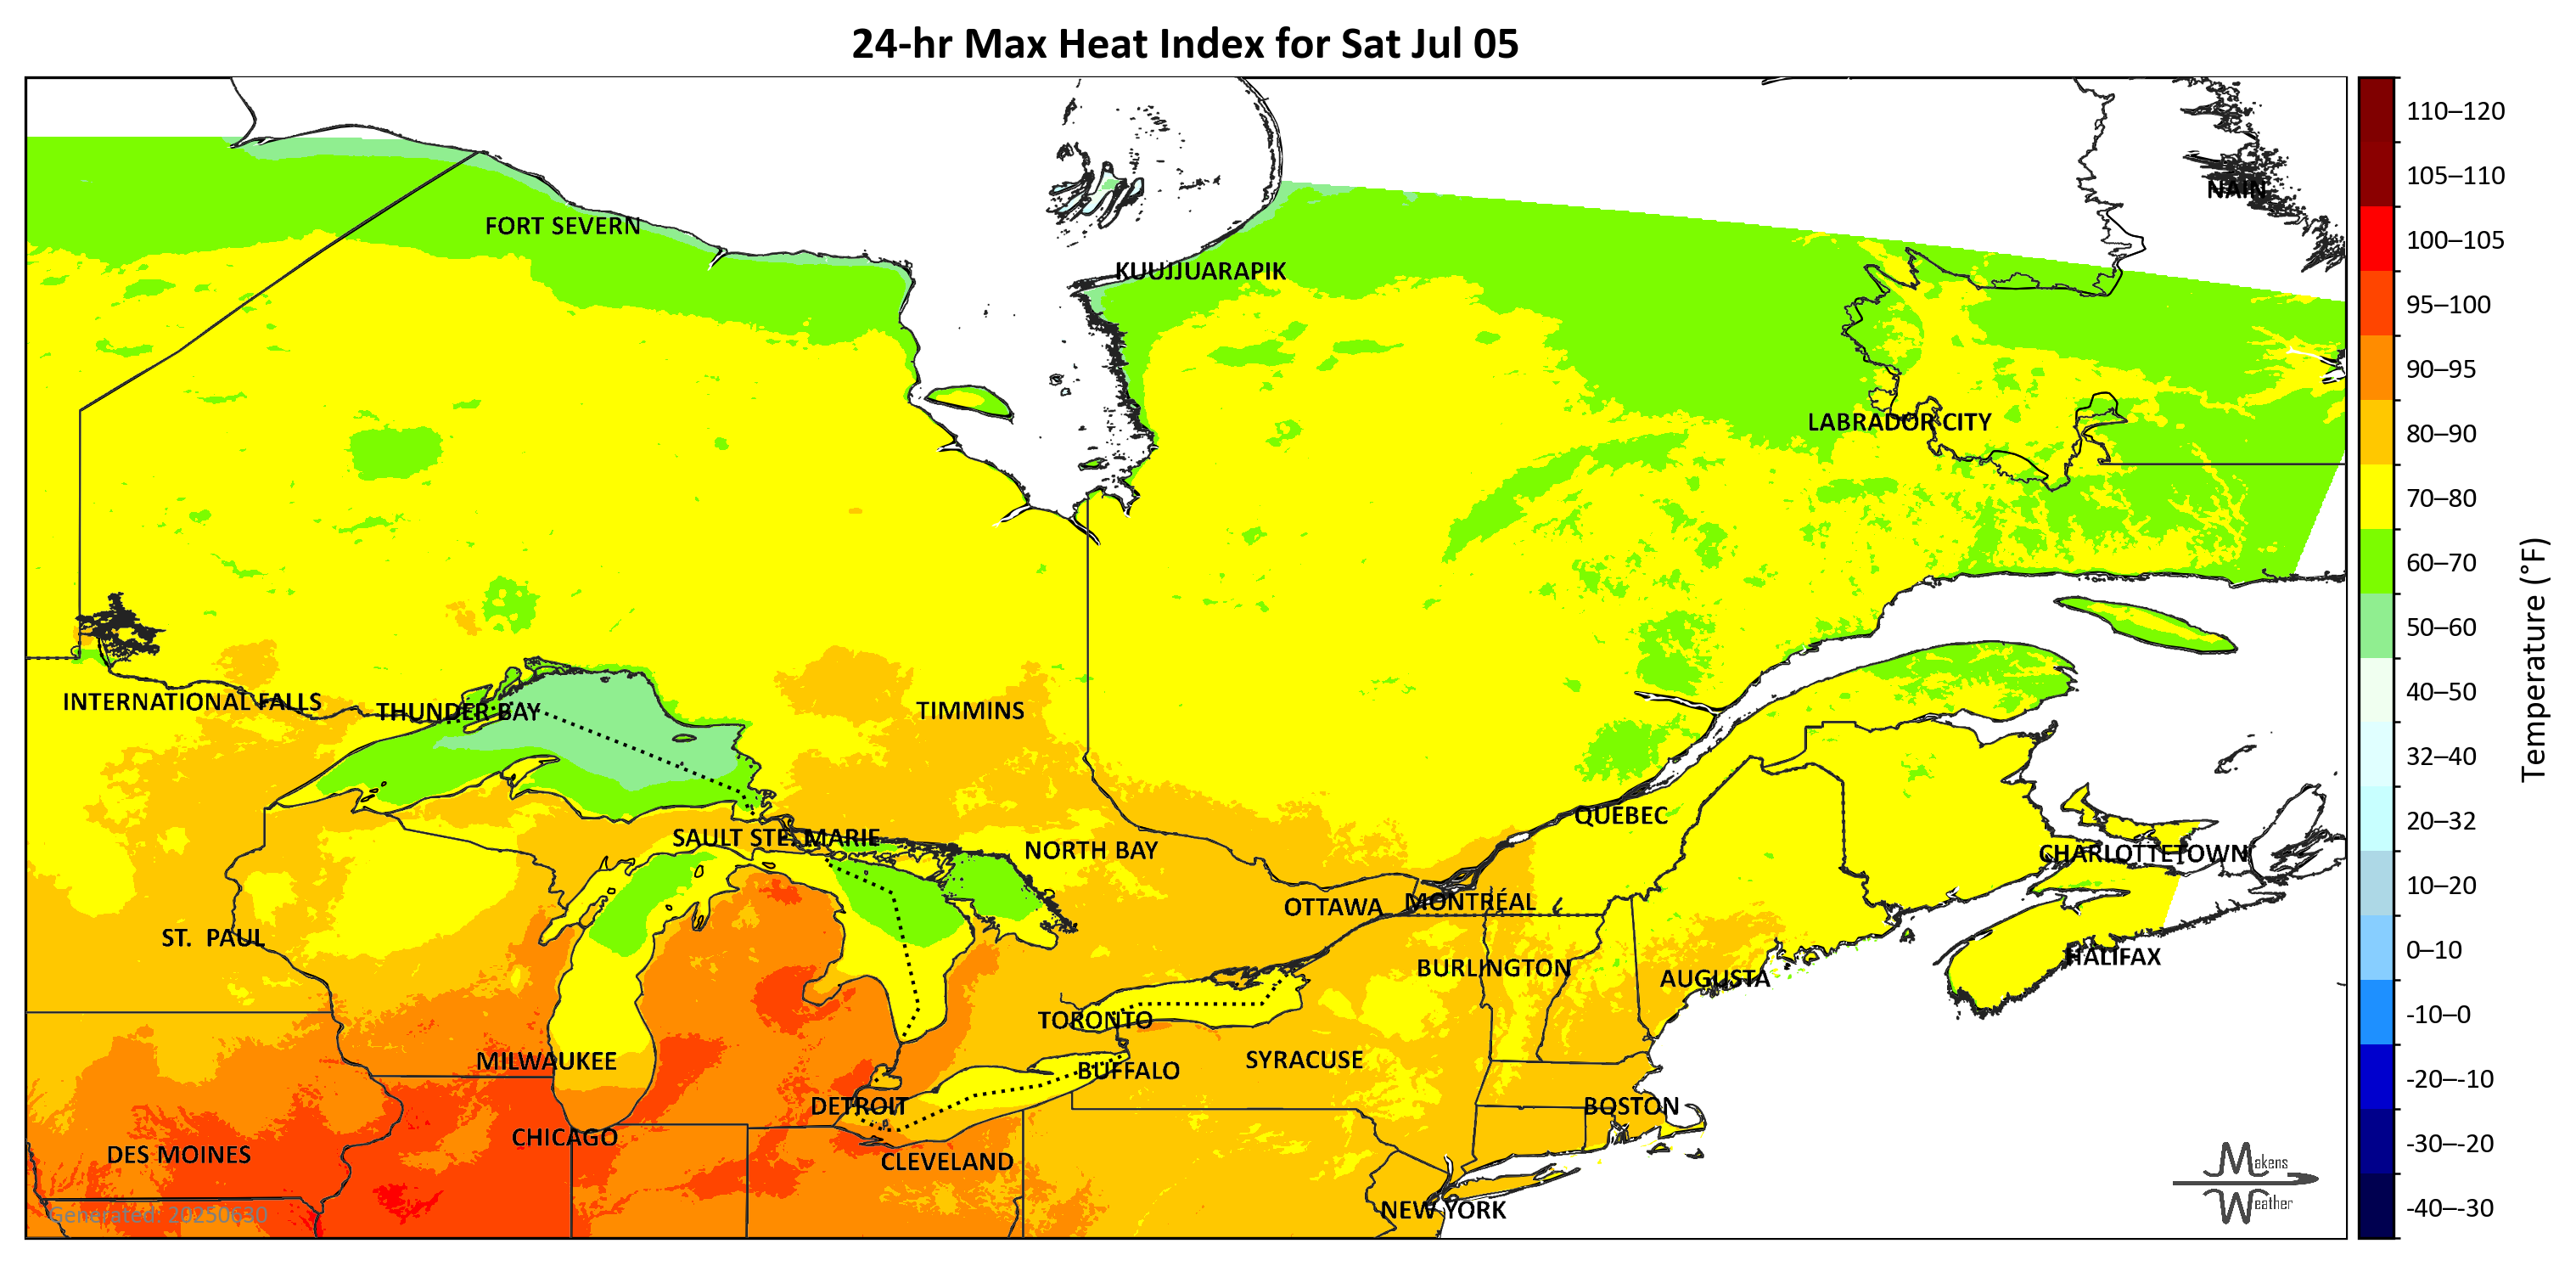 24-hr Max Heat Index for Sat Jul 05
110–120
105–110
NAIN
FORT SEVERN
100–105
KUUJJUARAPIK
95–100
90–95
LABRADOR CITY
80–90
70–80
60–70
50–60
Temperature (°F)
INTERNATIONAL FALLS
THUNDER BAY
TIMMINS
40–50
32–40
QUÉBEC
20–32
SAULT STE. MARIE
NORTH BAY
CHARLOTTETOWN
10–20
OTTAWA
MONTRÉAL
ST. PAUL
0–10
HALIFAX
BURLINGTON
AUGUSTA
-10–0
TORONTO
MILWAUKEE
SYRACUSE
BUFFALO
-20–-10
DETROIT
BOSTON
CHICAGO
-30–-20
DES MOINES
CLEVELAND
Makens
Weather
NEW YORK
-40–-30
Generated: 20250630